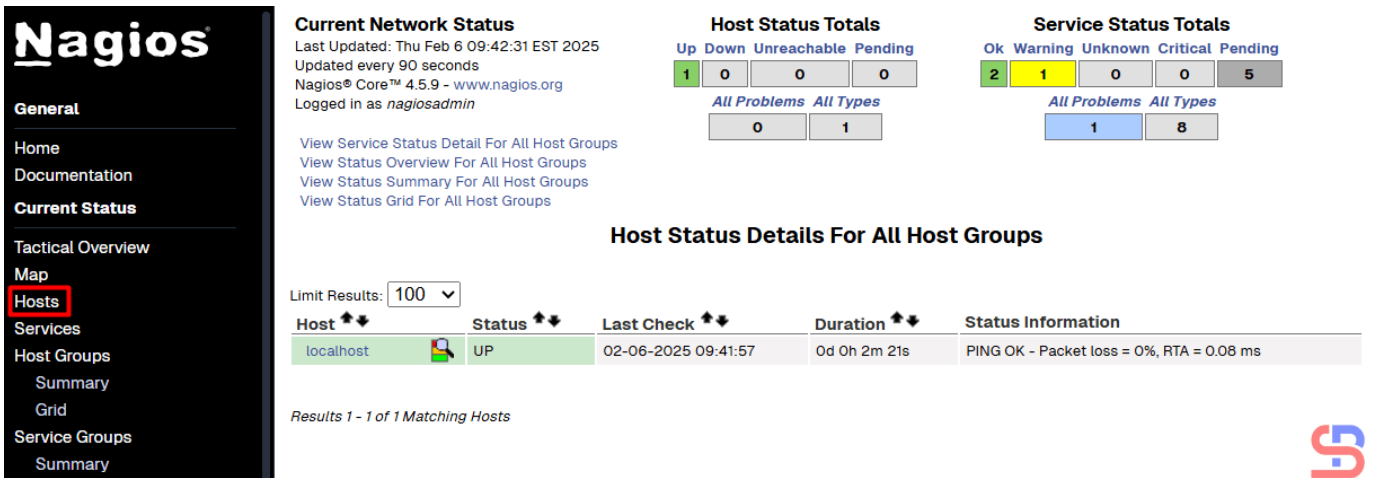 Nagios®
General
Home
Documentation
Current Status
Tactical Overview
Map
Hosts
Services
Host Groups
Summary
Grid
Service Groups
Summary
Current Network Status
Last Updated: Thu Feb 6 09:42:31 EST 2025
Updated every 90 seconds
Nagios® Core™ 4.5.9 - www.nagios.org
Logged in as nagiosadmin
View Service Status Detail For All Host Groups
View Status Overview For All Host Groups
View Status Summary For All Host Groups
View Status Grid For All Host Groups
Host Status Totals
Up Down Unreachable Pending
1 0 0 0
All Problems All Types
0 1
Service Status Totals
Ok Warning Unknown Critical Pending
2 1 0 0 5
All Problems All Types
1 8
Host Status Details For All Host Groups
Limit Results: 100
Host Status Last Check Duration Status Information
localhost UP 02-06-2025 09:41:57 0d 0h 2m 21s PING OK - Packet loss = 0%, RTA = 0.08 ms
Results 1 - 1 of 1 Matching Hosts